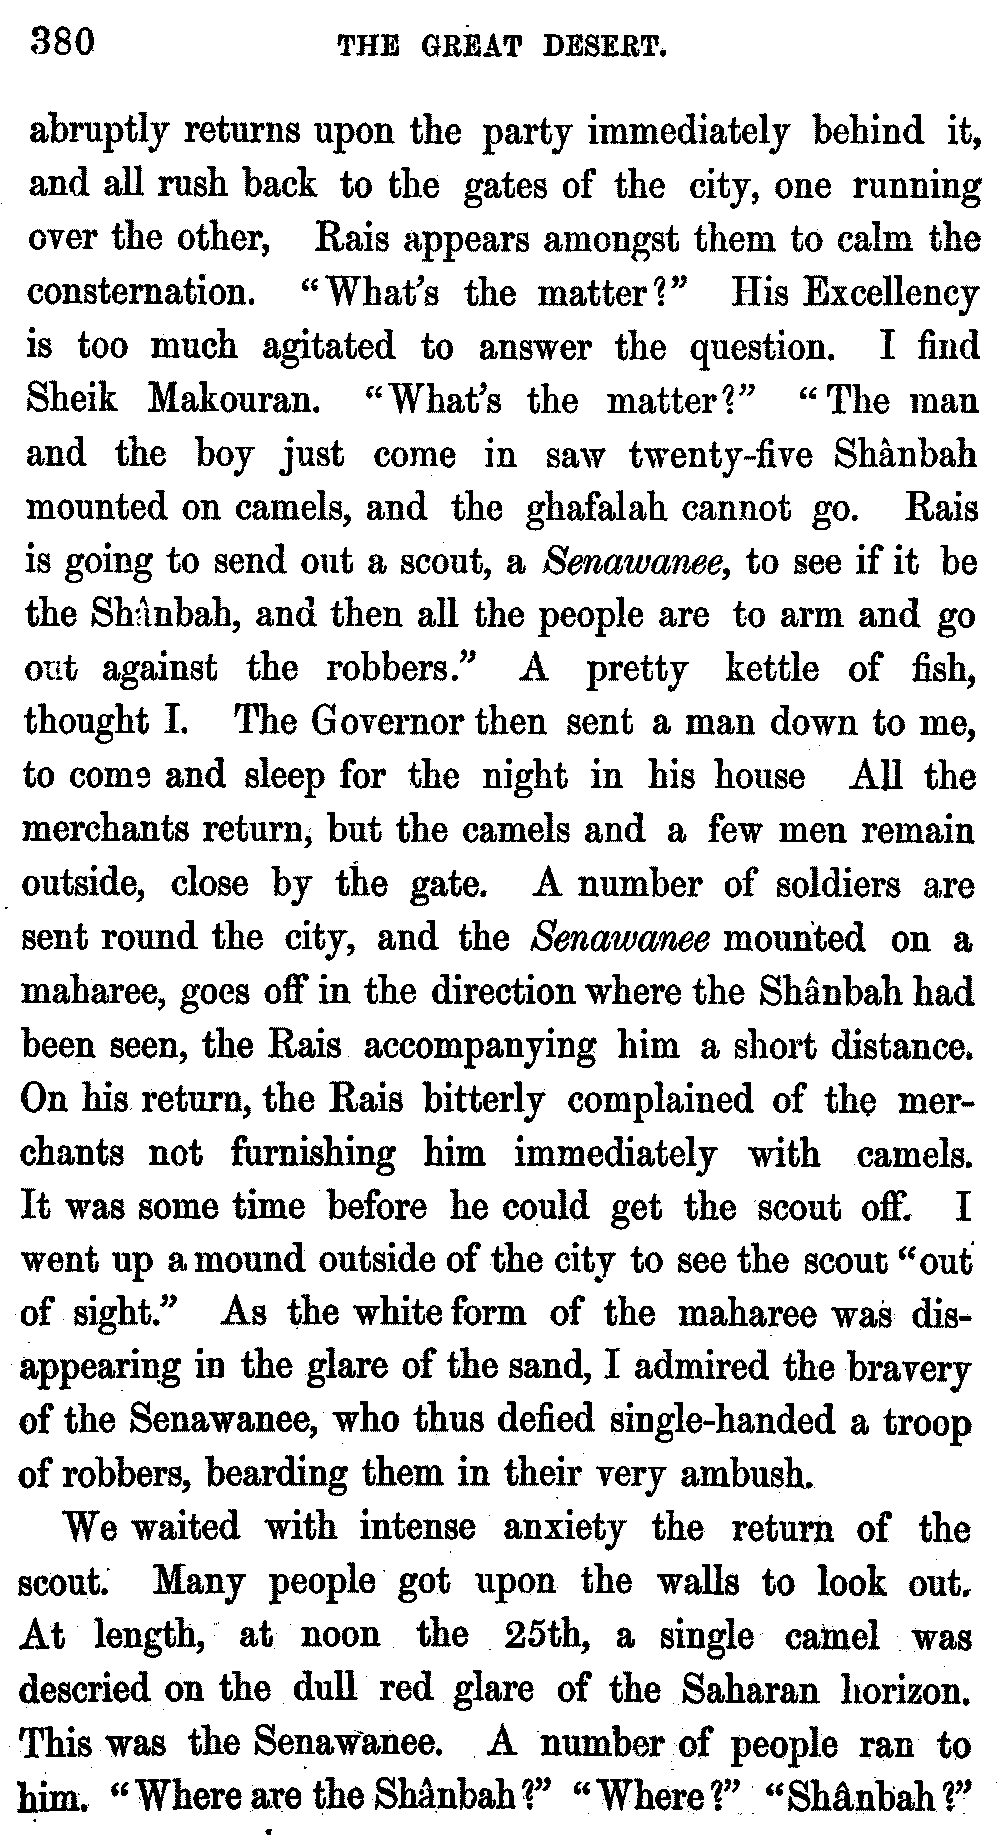 380 THE GREAT DESERT.
abruptly returns upon the party immediately behind it,
and all rush back to the gates of the city, one running
over the other, Rais appears amongst them to calm the
consternation. “What's the matter?” His Excellency
is too much agitated to answer the question. I find
Sheik Makouran. “What's the matter?” “The man
and the boy just come in saw twenty-five Shânbah
mounted on camels, and the ghafalah cannot go. Rais
is going to send out a scout, a Senawanee, to see if it be
the Shânbah, and then all the people are to arm and go
out against the robbers.” A pretty kettle of fish,
thought I. The Governor then sent a man down to me,
to come and sleep for the night in his house All the
merchants return, but the camels and a few men remain
outside, close by the gate. A number of soldiers are
sent round the city, and the Senawanee mounted on a
maharee, goes off in the direction where the Shânbah had
been seen, the Rais accompanying him a short distance.
On his return, the Rais bitterly complained of the mer-
chants not furnishing him immediately with camels.
It was some time before he could get the scout off. I
went up a mound outside of the city to see the scout “out
of sight.” As the white form of the maharee was dis-
appearing in the glare of the sand, I admired the bravery
of the Senawanee, who thus defied single-handed a troop
of robbers, bearding them in their very ambush.
We waited with intense anxiety the return of the
scout. Many people got upon the walls to look out.
At length, at noon the 25th, a single camel was
descried on the dull red glare of the Saharan horizon.
This was the Senawanee. A number of people ran to
him. “Where are the Shânbah?” “Where?” “Shânbah?”